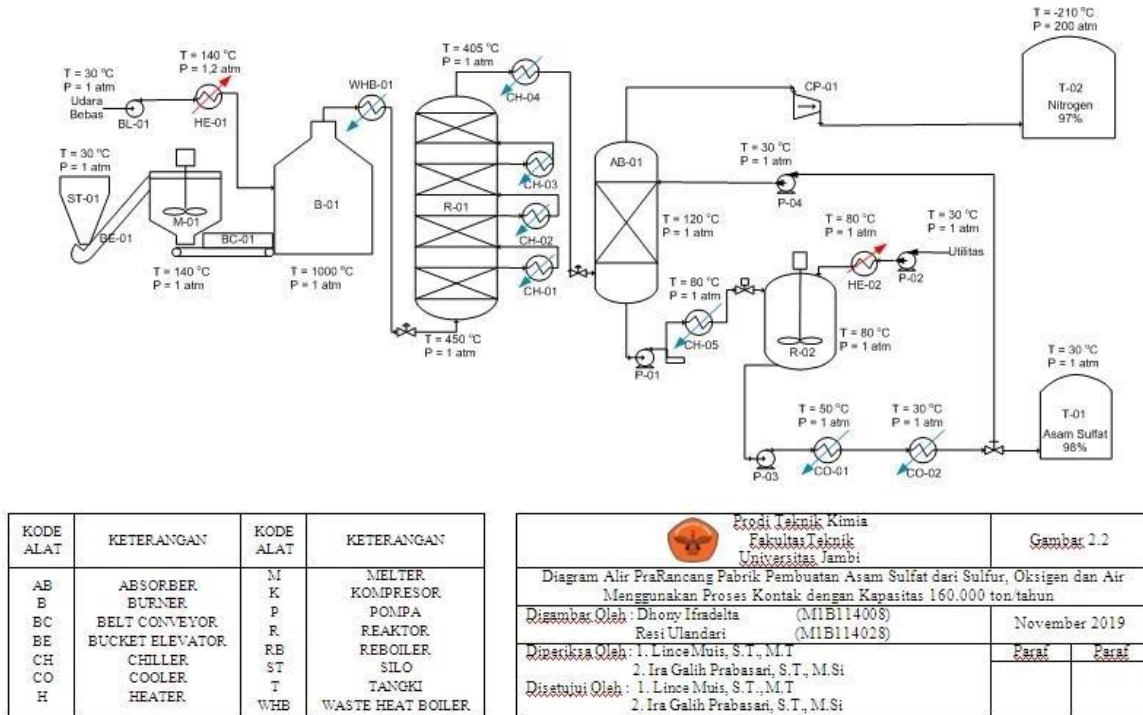 T = -210 °C
P = 200 atm
T-02
Nitrogen
97%
T = 405 °C
P = 1 atm
CH-04
CP-01
T = 140 °C
P = 1,2 atm
T = 30 °C
P = 1 atm
Udara
Bebas
BL-01
HE-01
WHB-01
T = 30 °C
P = 1 atm
ST-01
M-01
BE-01
BC-01
B-01
T = 140 °C
P = 1 atm
T = 1000 °C
P = 1 atm
R-01
CH-03
CH-02
CH-01
T = 450 °C
P = 1 atm
AB-01
T = 30 °C
P = 1 atm
P-04
T = 120 °C
P = 1 atm
T = 80 °C
P = 1 atm
T = 30 °C
P = 1 atm
Utilitas
HE-02
P-02
T = 80 °C
P = 1 atm
CH-05
P-01
R-02
T = 80 °C
P = 1 atm
T = 50 °C
P = 1 atm
T = 30 °C
P = 1 atm
P-03
CO-01
CO-02
T = 30 °C
P = 1 atm
T-01
Asam Sulfat
98%
KODE ALAT KETERANGAN KODE ALAT KETERANGAN
AB ABSORBER M MELTER
B BURNER K KOMPRESOR
BC BELT CONVEYOR P POMPA
BE BUCKET ELEVATOR R REAKTOR
CH CHILLER RB REBOILER
CO COOLER ST SILO
H HEATER T TANGKI
WHB WASTE HEAT BOILER
Prodi Teknik Kimia
Fakultas Teknik
Universitas Jambi
Gambar 2.2
Diagram Alir PraRancang Pabrik Pembuatan Asam Sulfat dari Sulfur, Oksigen dan Air
Menggunakan Proses Kontak dengan Kapasitas 160.000 ton/tahun
Digambar Oleh : Dhony Ifradelta (M1B114008)
Resi Ulandari (M1B114028)
November 2019
Diperiksa Oleh : 1. Lince Muis, S.T., M.T
2. Ira Galih Prabasari, S.T., M.Si
Paraf Paraf
Disetujui Oleh : 1. Lince Muis, S.T., M.T
2. Ira Galih Prabasari, S.T., M.Si